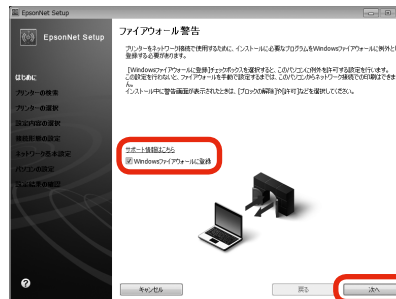 EpsonNet Setup
EpsonNet Setup
はじめに
プリンターの検索
プリンターの選択
設定内容の選択
接続形態の設定
ネットワーク基本設定
パソコンの設定
設定結果の確認
ファイアウォール警告
プリンターをネットワーク接続で使用するために、インストールに必要なプログラムをWindowsファイアウォールに例外と
登録する必要があります。
[Windowsファイアウォールに登録]チェックボックスを選択すると、このパソコンに例外を許可する設定を行います。
この設定を行わないと、ファイアウォールを手動で設定するまでは、このパソコンからネットワーク接続での印刷はできませ
ん。
インストール中に警告画面が表示されたときは、[ブロックの解除]や[許可]などを選択してください。
サポート情報はこちら
Windowsファイアウォールに登録
キャンセル
戻る
次へ